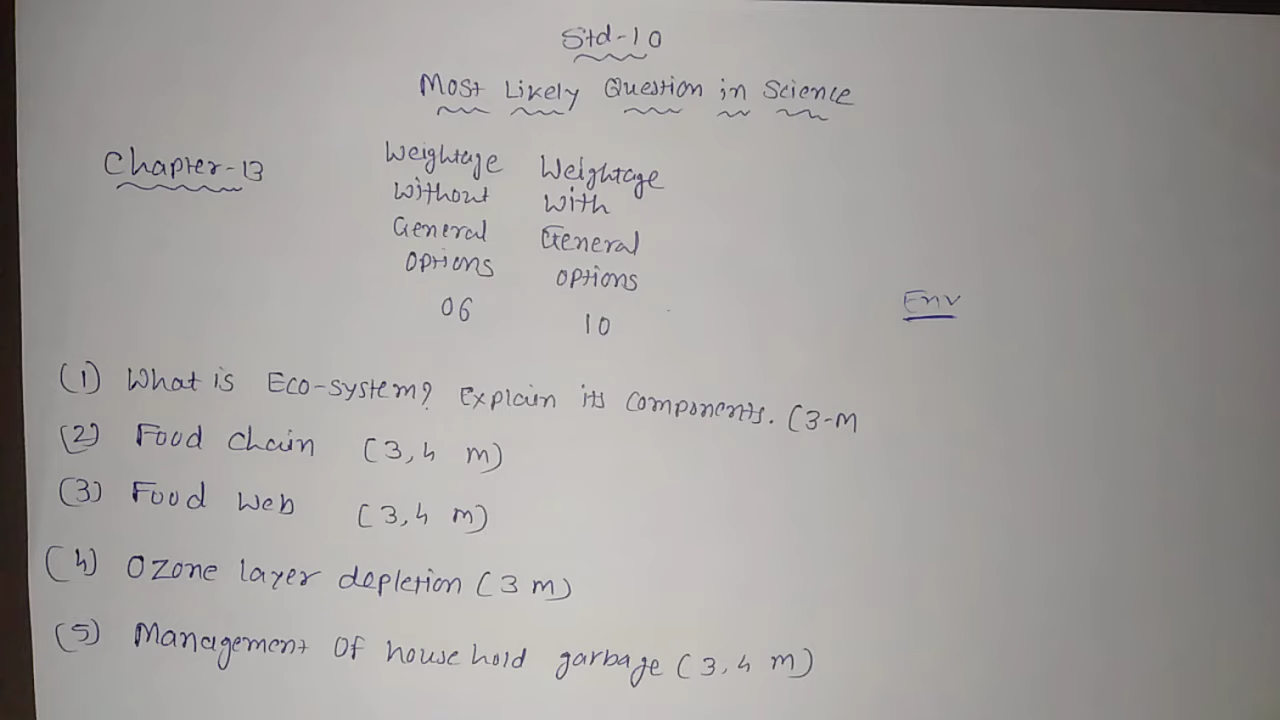 Std-10
Most Likely Question in Science
Chapter-13
Weightage
without
General
options
06
Weightage
with
General
options
10
Env
(1) What is Eco-system? Explain its components. (3-M
(2) Food chain (3,4 m)
(3) Food web (3,4 m)
(4) Ozone layer depletion (3 m)
(5) Management Of house hold garbage (3,4 m)